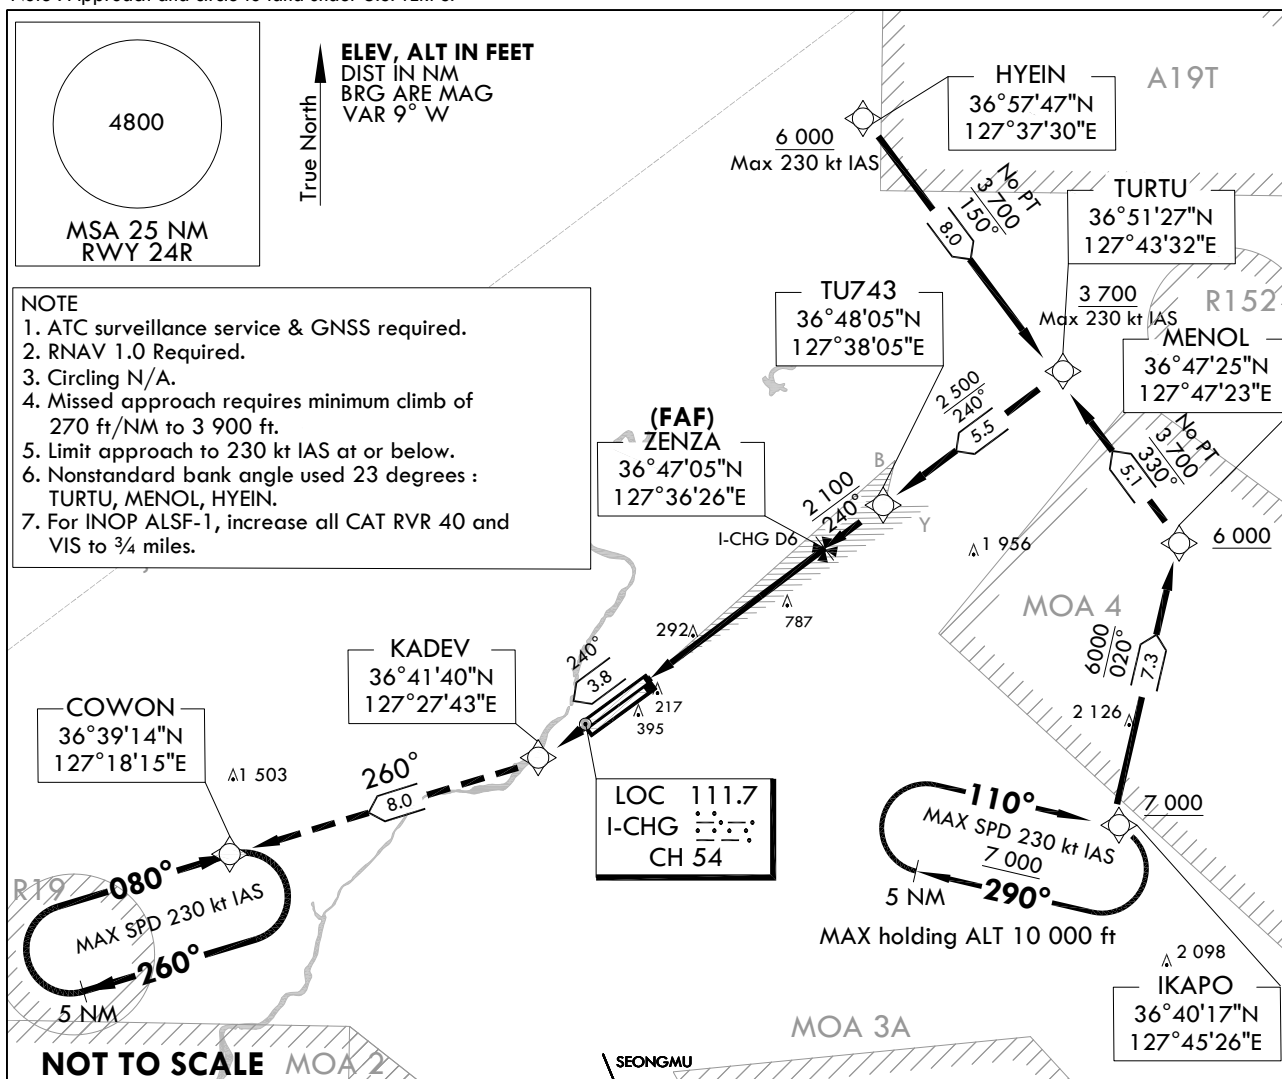 4800
MSA 25 NM
RWY 24R
True North
ELEV, ALT IN FEET
DIST IN NM
BRG ARE MAG
VAR 9° W
HYEIN
36°57'47"N
127°37'30"E
A19T
6 000
Max 230 kt IAS
No PT
3 700
150°
8.0
TURTU
36°51'27"N
127°43'32"E
3 700
Max 230 kt IAS
R152
TU743
36°48'05"N
127°38'05"E
MENOL
36°47'25"N
127°47'23"E
NOTE
1. ATC surveillance service & GNSS required.
2. RNAV 1.0 Required.
3. Circling N/A.
4. Missed approach requires minimum climb of
270 ft/NM to 3 900 ft.
5. Limit approach to 230 kt IAS at or below.
6. Nonstandard bank angle used 23 degrees :
TURTU, MENOL, HYEIN.
7. For INOP ALSF-1, increase all CAT RVR 40 and
VIS to ¾ miles.
2 500
240°
5.5
(FAF)
ZENZA
36°47'05"N
127°36'26"E
No PT
3 700
330°
5.1
B
Y
2 100
240°
I-CHG D6
1 956
6 000
787
292
MOA 4
6000
020°
7.3
KADEV
36°41'40"N
127°27'43"E
240°
3.8
217
395
2 126
COWON
36°39'14"N
127°18'15"E
1 503
260°
8.0
LOC 111.7
I-CHG
CH 54
110°
MAX SPD 230 kt IAS
7 000
290°
5 NM
7 000
MAX holding ALT 10 000 ft
R19
080°
MAX SPD 230 kt IAS
260°
5 NM
2 098
IKAPO
36°40'17"N
127°45'26"E
MOA 3A
NOT TO SCALE
MOA 2
SEONGMU